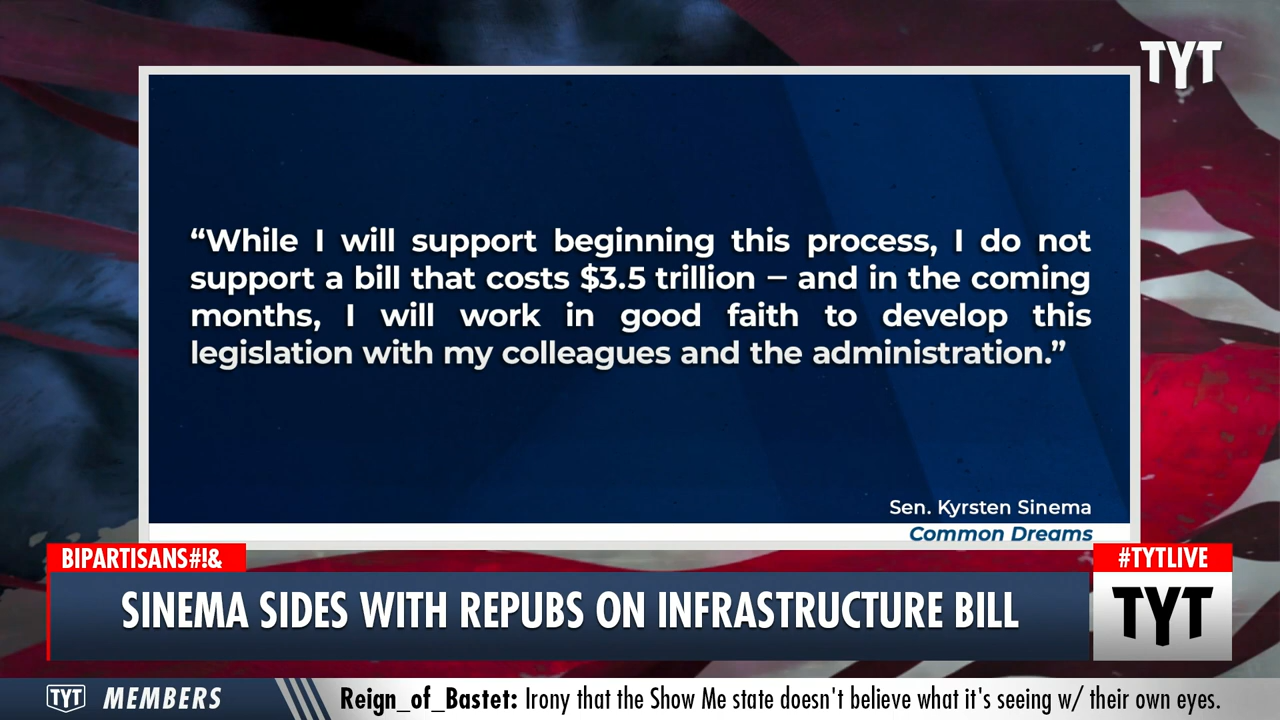 TYT
“While I will support beginning this process, I do not
support a bill that costs $3.5 trillion – and in the coming
months, I will work in good faith to develop this
legislation with my colleagues and the administration.”
Sen. Kyrsten Sinema
Common Dreams
BIPARTISANS#!&
#TYTLIVE
SINEMA SIDES WITH REPUBS ON INFRASTRUCTURE BILL
TYT
TYT MEMBERS
Reign_of_Bastet: Irony that the Show Me state doesn't believe what it's seeing w/ their own eyes.